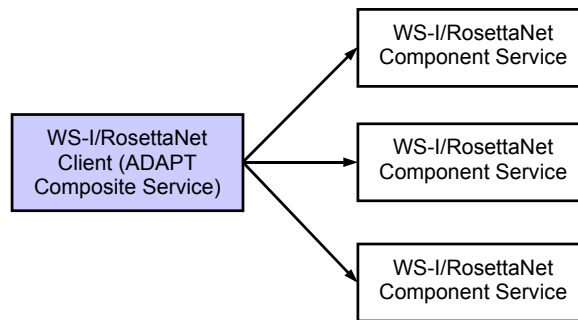 WS-I/RosettaNet
Component Service
WS-I/RosettaNet
Client (ADAPT
Composite Service)
WS-I/RosettaNet
Component Service
WS-I/RosettaNet
Component Service